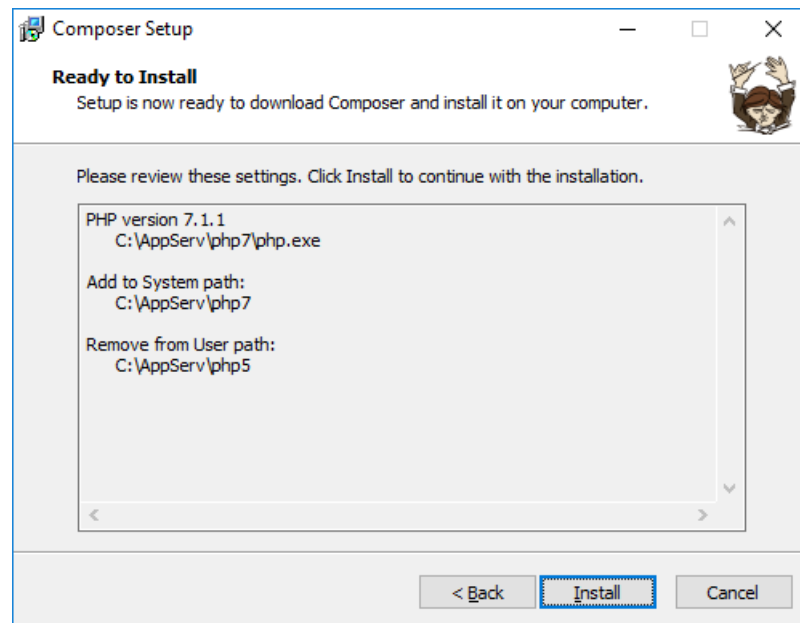 Composer Setup
Ready to Install
Setup is now ready to download Composer and install it on your computer.
Please review these settings. Click Install to continue with the installation.
PHP version 7.1.1
C:\AppServ\php7\php.exe
Add to System path:
C:\AppServ\php7
Remove from User path:
C:\AppServ\php5
< Back
Install
Cancel